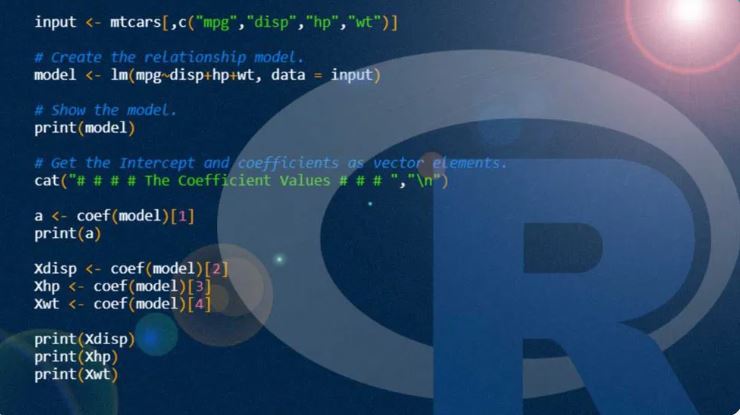 input <- mtcars[,c("mpg","disp","hp","wt")]
# Create the relationship model.
model <- lm(mpg~disp+hp+wt, data = input)
# Show the model.
print(model)
# Get the Intercept and coefficients as vector elements.
cat("# # # # The Coefficient Values # # # ","\n")
a <- coef(model)[1]
print(a)
Xdisp <- coef(model)[2]
Xhp <- coef(model)[3]
Xwt <- coef(model)[4]
print(Xdisp)
print(Xhp)
print(Xwt)
R